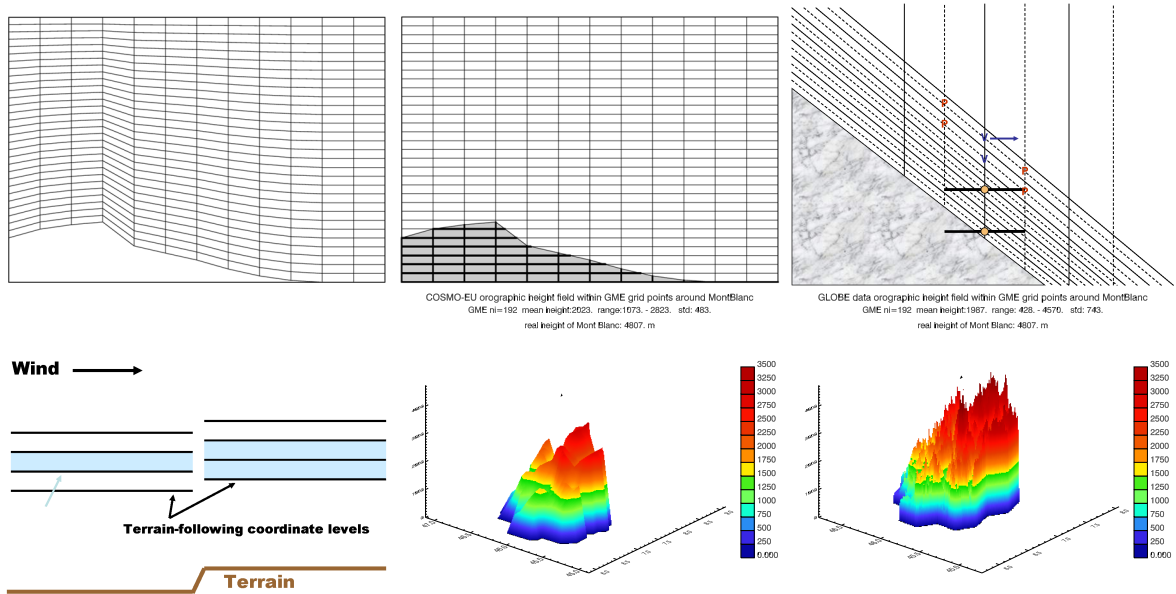 P
P
V
V
P
P
COSMO-EU orographic height field within GME grid points around MontBlanc
GME ni=192 mean height:2023. range:1073. - 2823. std: 483.
real height of Mont Blanc: 4807. m
GLOBE data orographic height field within GME grid points around MontBlanc
GME ni=192 mean height:1967. range: 428. - 4570. std: 743.
real height of Mont Blanc: 4807. m
Wind
Terrain-following coordinate levels
Terrain
3500
3250
3000
2750
2500
2250
2000
1750
1500
1250
1000
750
500
250
0.000
3500
3250
3000
2750
2500
2250
2000
1750
1500
1250
1000
750
500
250
0.000